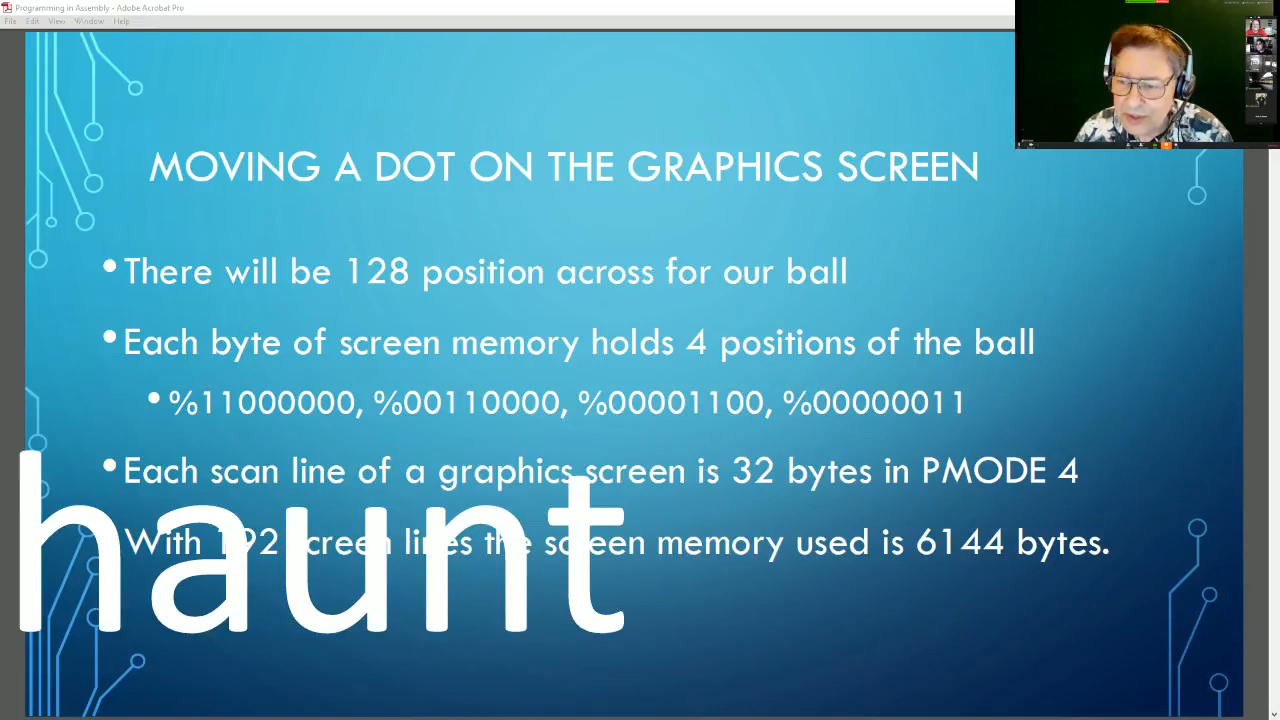 Programming in Assembly - Adobe Acrobat Pro
File Edit View Window Help
MOVING A DOT ON THE GRAPHICS SCREEN
• There will be 128 position across for our ball
• Each byte of screen memory holds 4 positions of the ball
• %11000000, %00110000, %00001100, %00000011
• Each scan line of a graphics screen is 32 bytes in PMODE 4
With 192 screen lines the screen memory used is 6144 bytes.
haunt